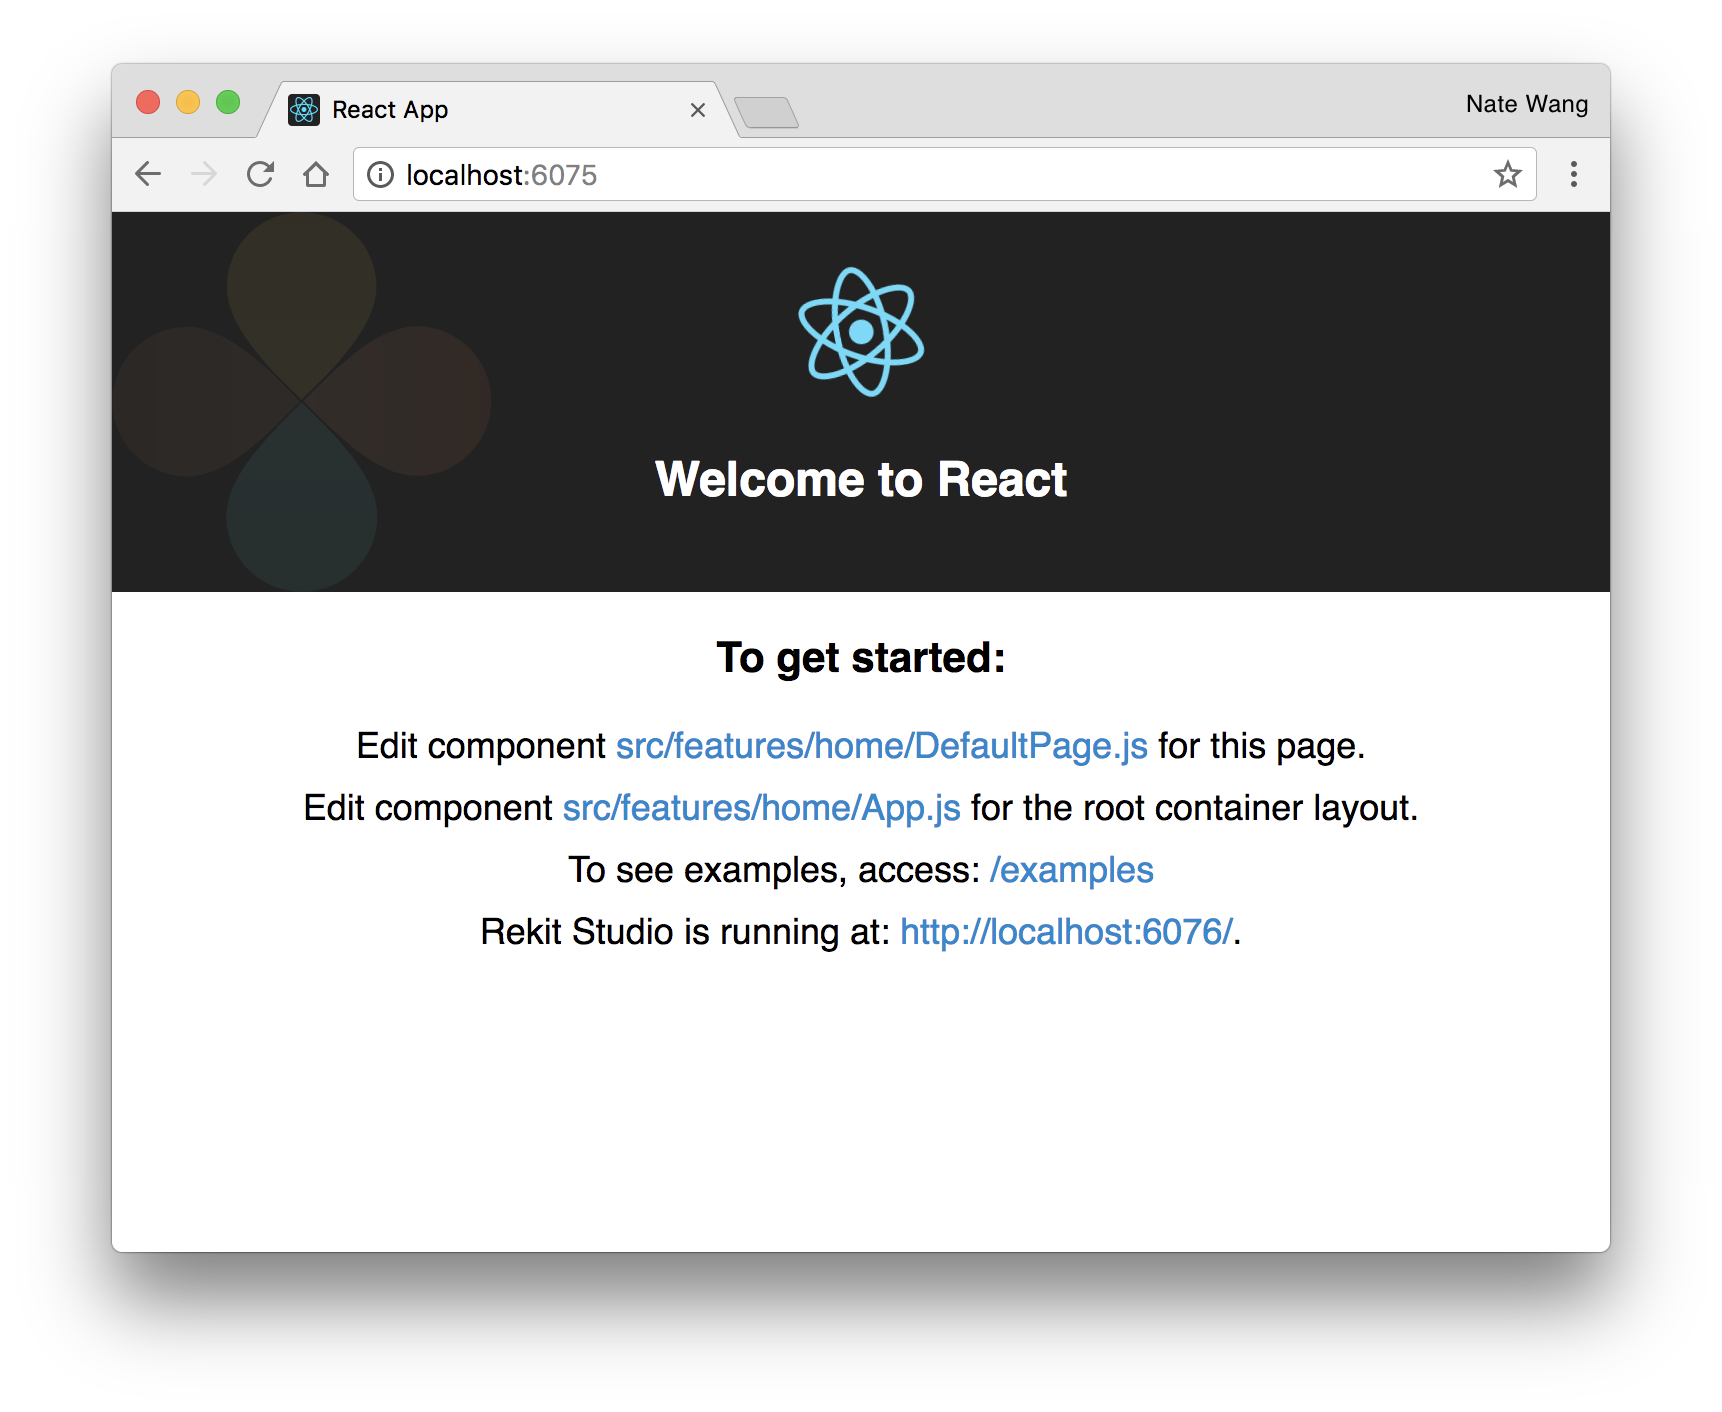 React App
Nate Wang
localhost:6075
Welcome to React
To get started:
Edit component src/features/home/DefaultPage.js for this page.
Edit component src/features/home/App.js for the root container layout.
To see examples, access: /examples
Rekit Studio is running at: http://localhost:6076/.